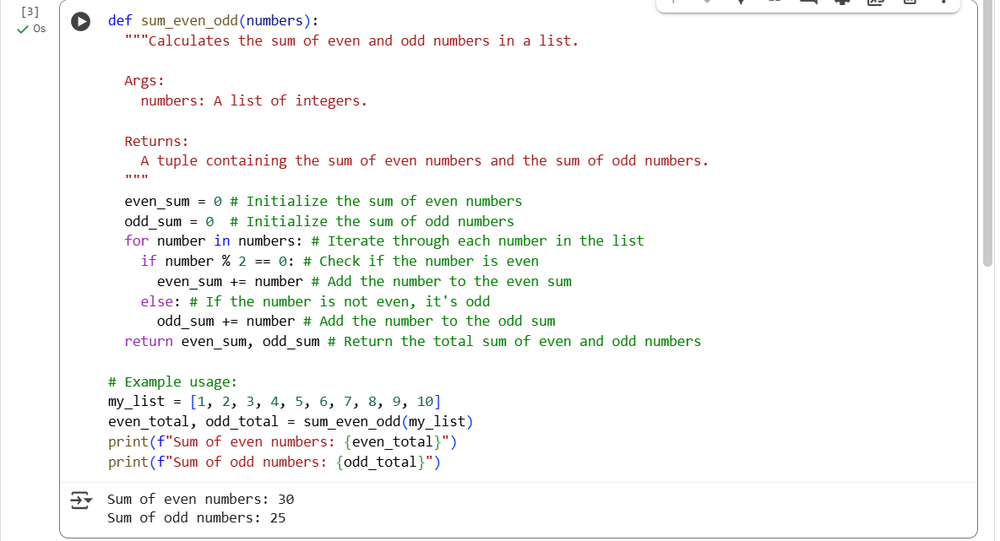 [3]
0s
def sum_even_odd(numbers):
"""Calculates the sum of even and odd numbers in a list.
Args:
numbers: A list of integers.
Returns:
A tuple containing the sum of even numbers and the sum of odd numbers.
"""
even_sum = 0 # Initialize the sum of even numbers
odd_sum = 0  # Initialize the sum of odd numbers
for number in numbers: # Iterate through each number in the list
if number % 2 == 0: # Check if the number is even
even_sum += number # Add the number to the even sum
else: # If the number is not even, it's odd
odd_sum += number # Add the number to the odd sum
return even_sum, odd_sum # Return the total sum of even and odd numbers
# Example usage:
my_list = [1, 2, 3, 4, 5, 6, 7, 8, 9, 10]
even_total, odd_total = sum_even_odd(my_list)
print(f"Sum of even numbers: {even_total}")
print(f"Sum of odd numbers: {odd_total}")
Sum of even numbers: 30
Sum of odd numbers: 25